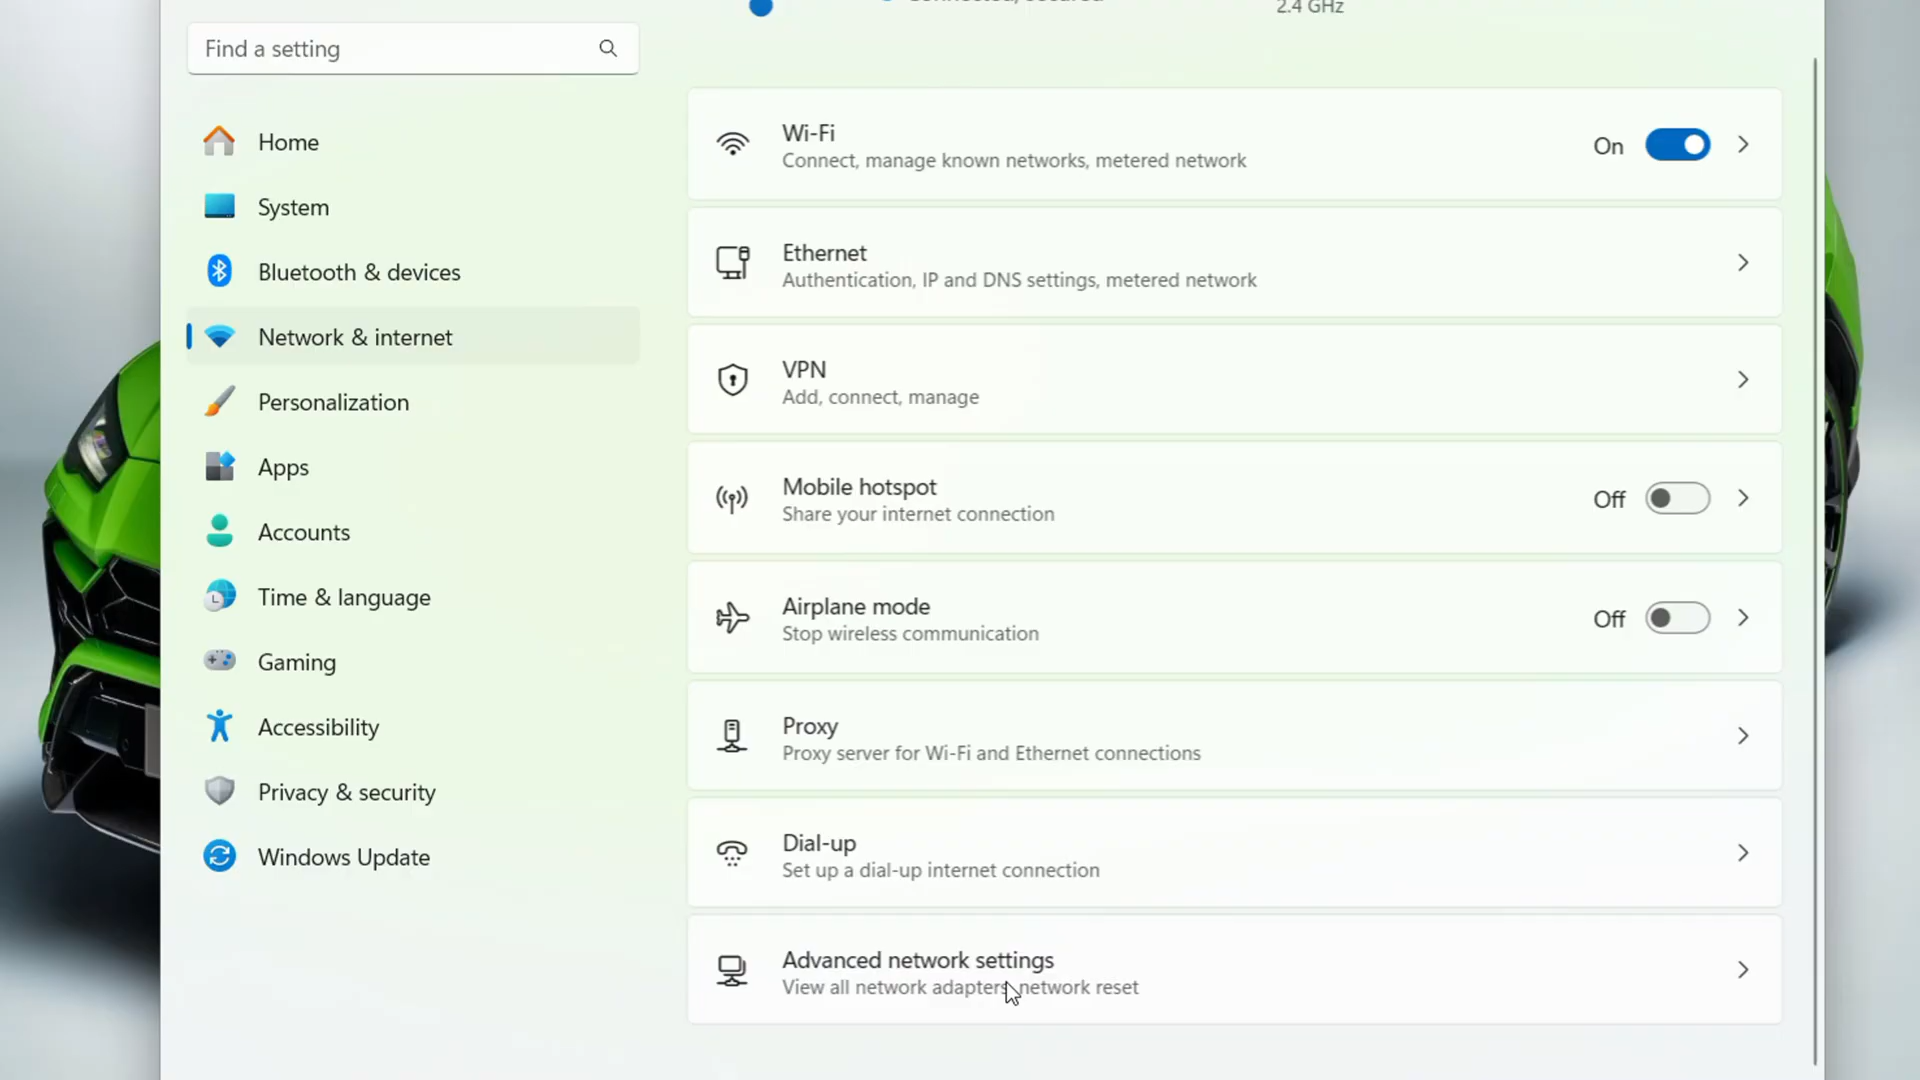 2.4 GHz
Find a setting
Home
System
Bluetooth & devices
Network & internet
Personalization
Apps
Accounts
Time & language
Gaming
Accessibility
Privacy & security
Windows Update
Wi-Fi
Connect, manage known networks, metered network
On
Ethernet
Authentication, IP and DNS settings, metered network
VPN
Add, connect, manage
Mobile hotspot
Share your internet connection
Off
Airplane mode
Stop wireless communication
Off
Proxy
Proxy server for Wi-Fi and Ethernet connections
Dial-up
Set up a dial-up internet connection
Advanced network settings
View all network adapters, network reset